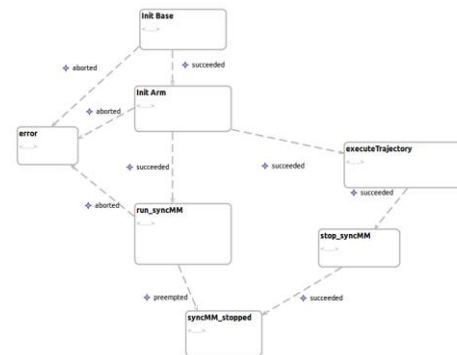 Init Base
aborted
succeeded
Init Arm
aborted
error
executeTrajectory
succeeded
succeeded
succeeded
aborted
run_syncMM
stop_syncMM
preempted
succeeded
syncMM_stopped